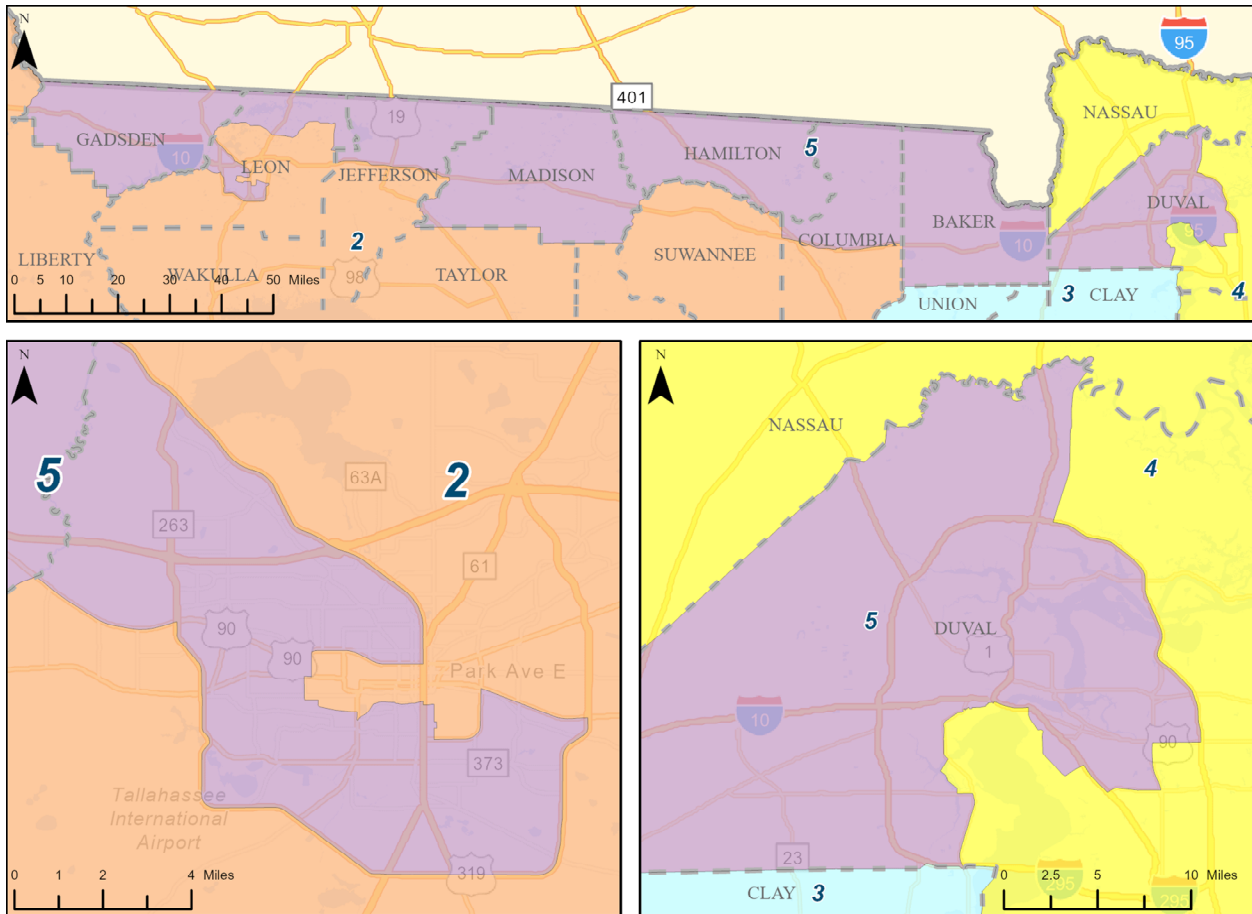 N
95
401
NASSAU
19
GADSDEN
10
HAMILTON
5
LEON
JEFFERSON
MADISON
DUVAL
BAKER
95
10
COLUMBIA
2
SUWANNEE
LIBERTY
WAKULLA
98
TAYLOR
UNION
3
CLAY
4
0 10 20 30 40 50 Miles
N
5
2
63A
263
61
90
90
Park Ave E
373
Tallahassee
International
Airport
319
0 1 2 4 Miles
N
NASSAU
4
5
DUVAL
1
10
90
23
295
295
CLAY 3
0 2.5 5 10 Miles